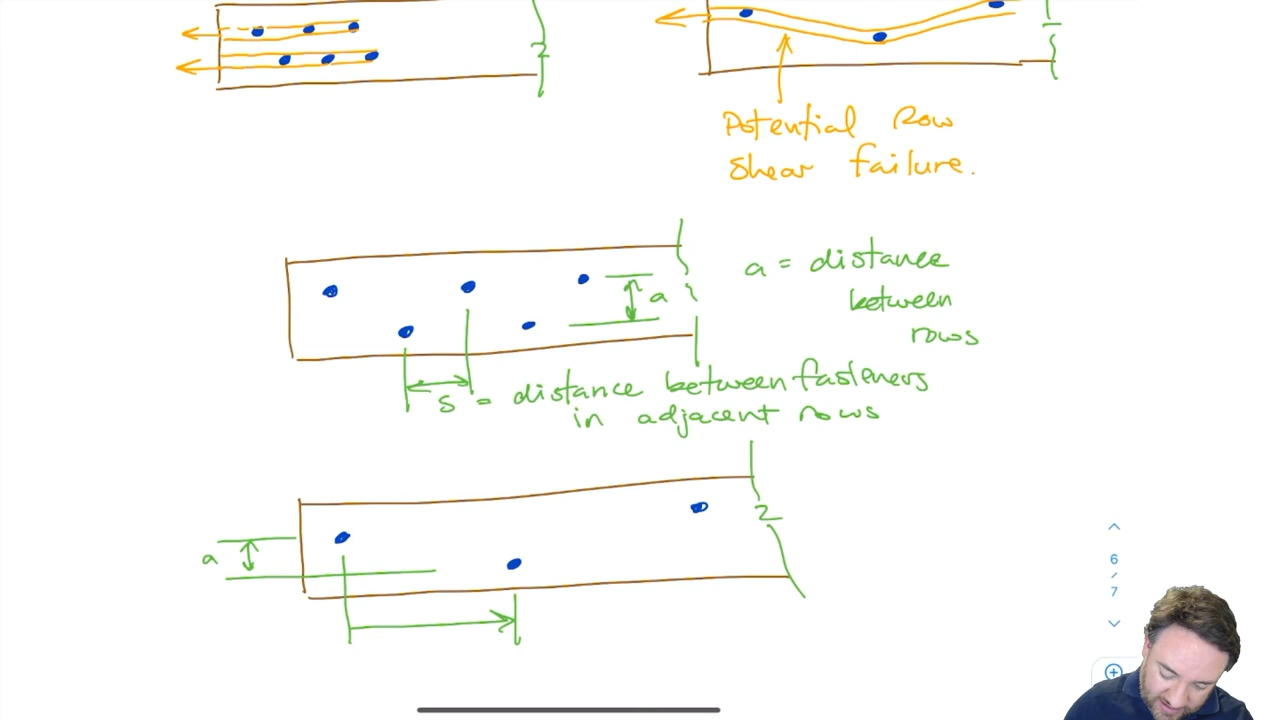 Potential Row
Shear failure.
a = distance
between
rows
a
s = distance between fasteners
in adjacent rows
a
6
/
7